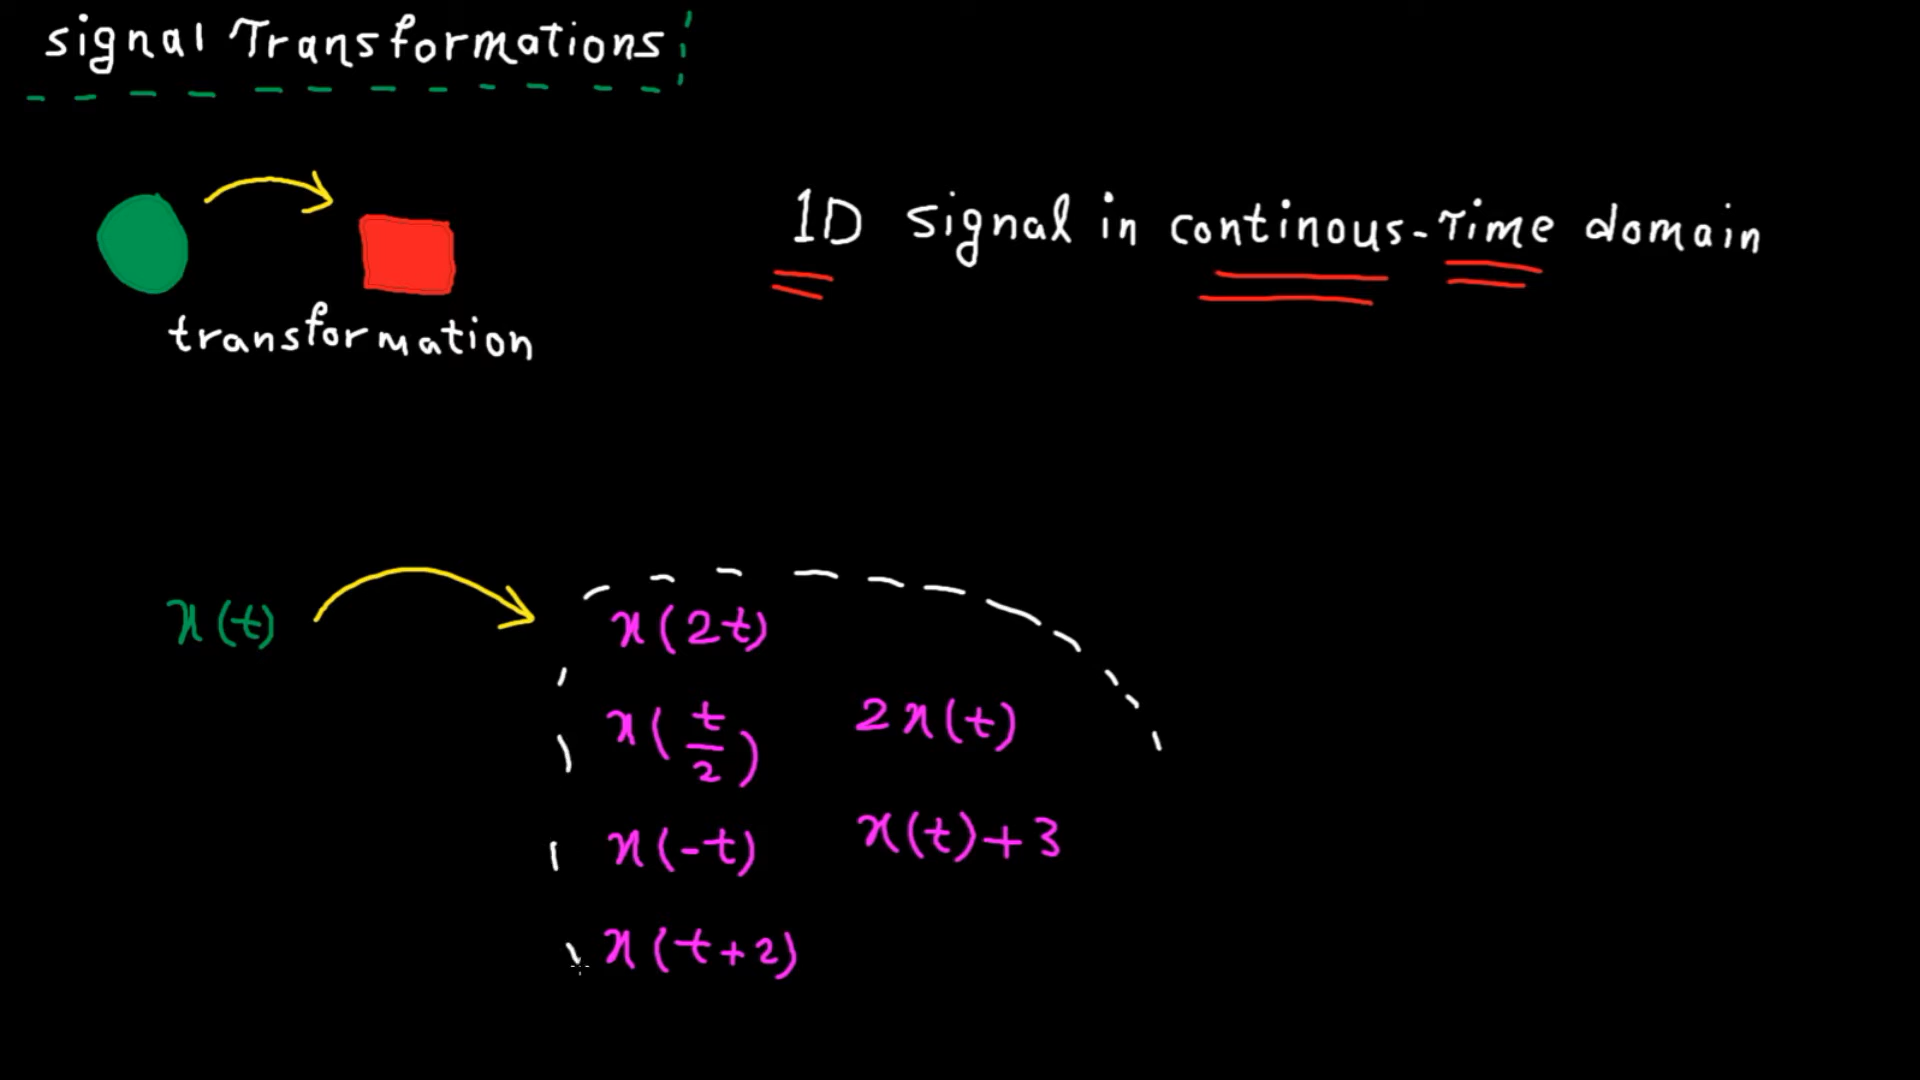 signal Transformations
transformation
1D signal in continous-Time domain
x(t)
x(2t)
x(t/2)
2x(t)
x(-t)
x(t)+3
x(t+2)